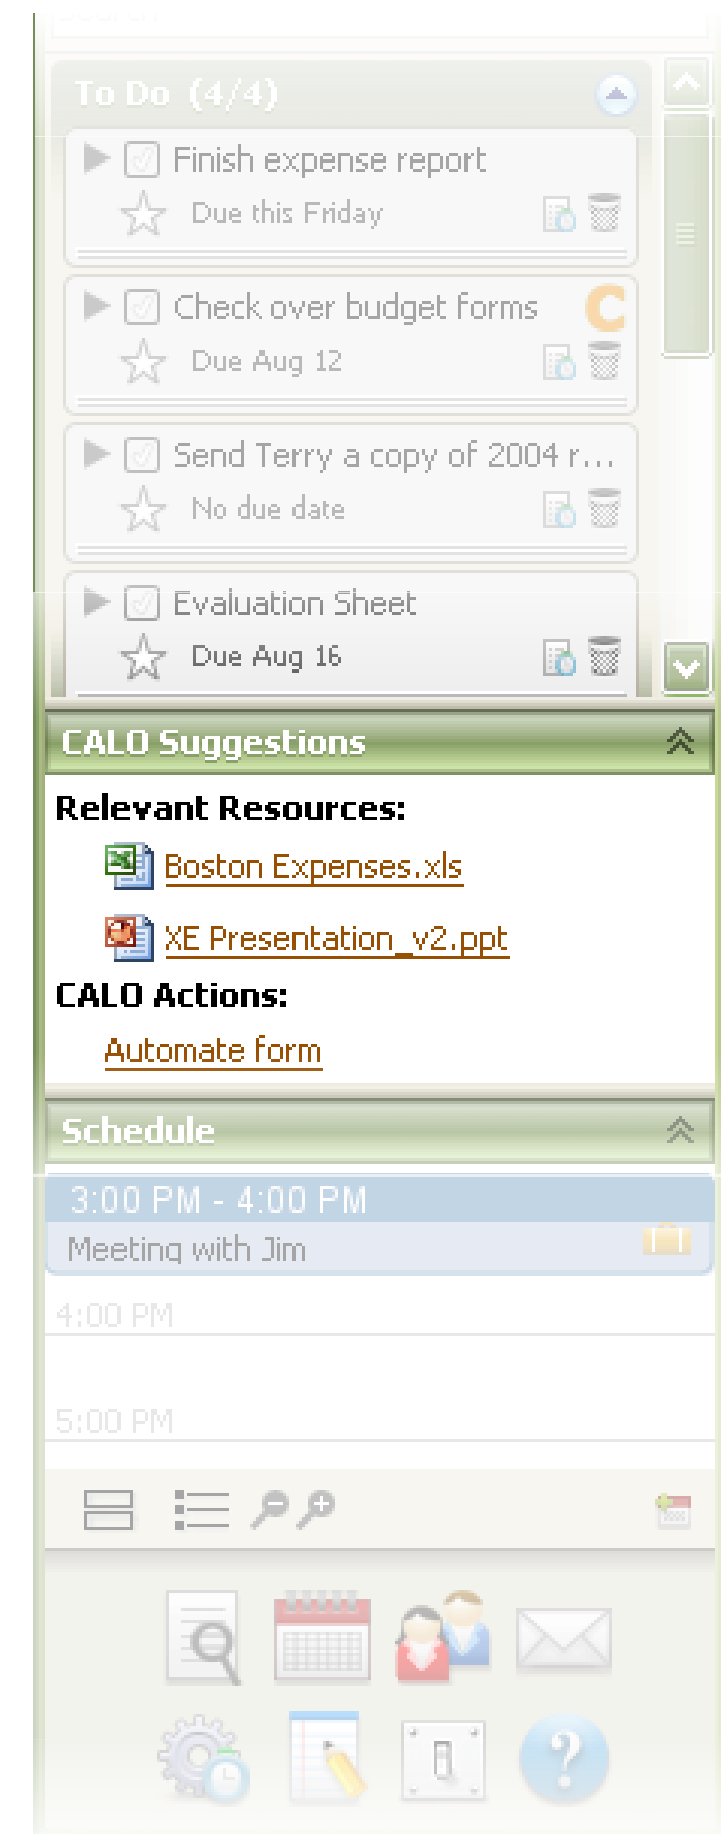 Search
To Do (4/4)
Finish expense report
Due this Friday
Check over budget forms
C
Due Aug 12
Send Terry a copy of 2004 r...
No due date
Evaluation Sheet
Due Aug 16
CALO Suggestions
Relevant Resources:
Boston Expenses.xls
XE Presentation_v2.ppt
CALO Actions:
Automate form
Schedule
3:00 PM - 4:00 PM
Meeting with Jim
4:00 PM
5:00 PM
?